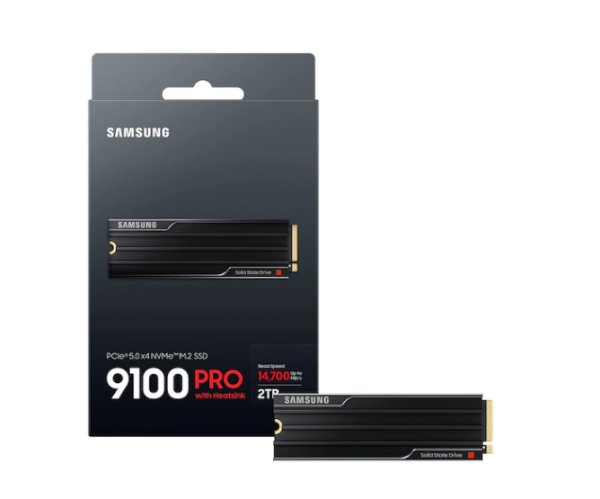 SAMSUNG
SAMSUNG
Solid State Drive
PCIe® 5.0 x4 NVMe™ M.2 SSD
9100 PRO
with Heatsink
Read Speed
14,700 Up to MB/s
2TB
SAMSUNG
Solid State Drive